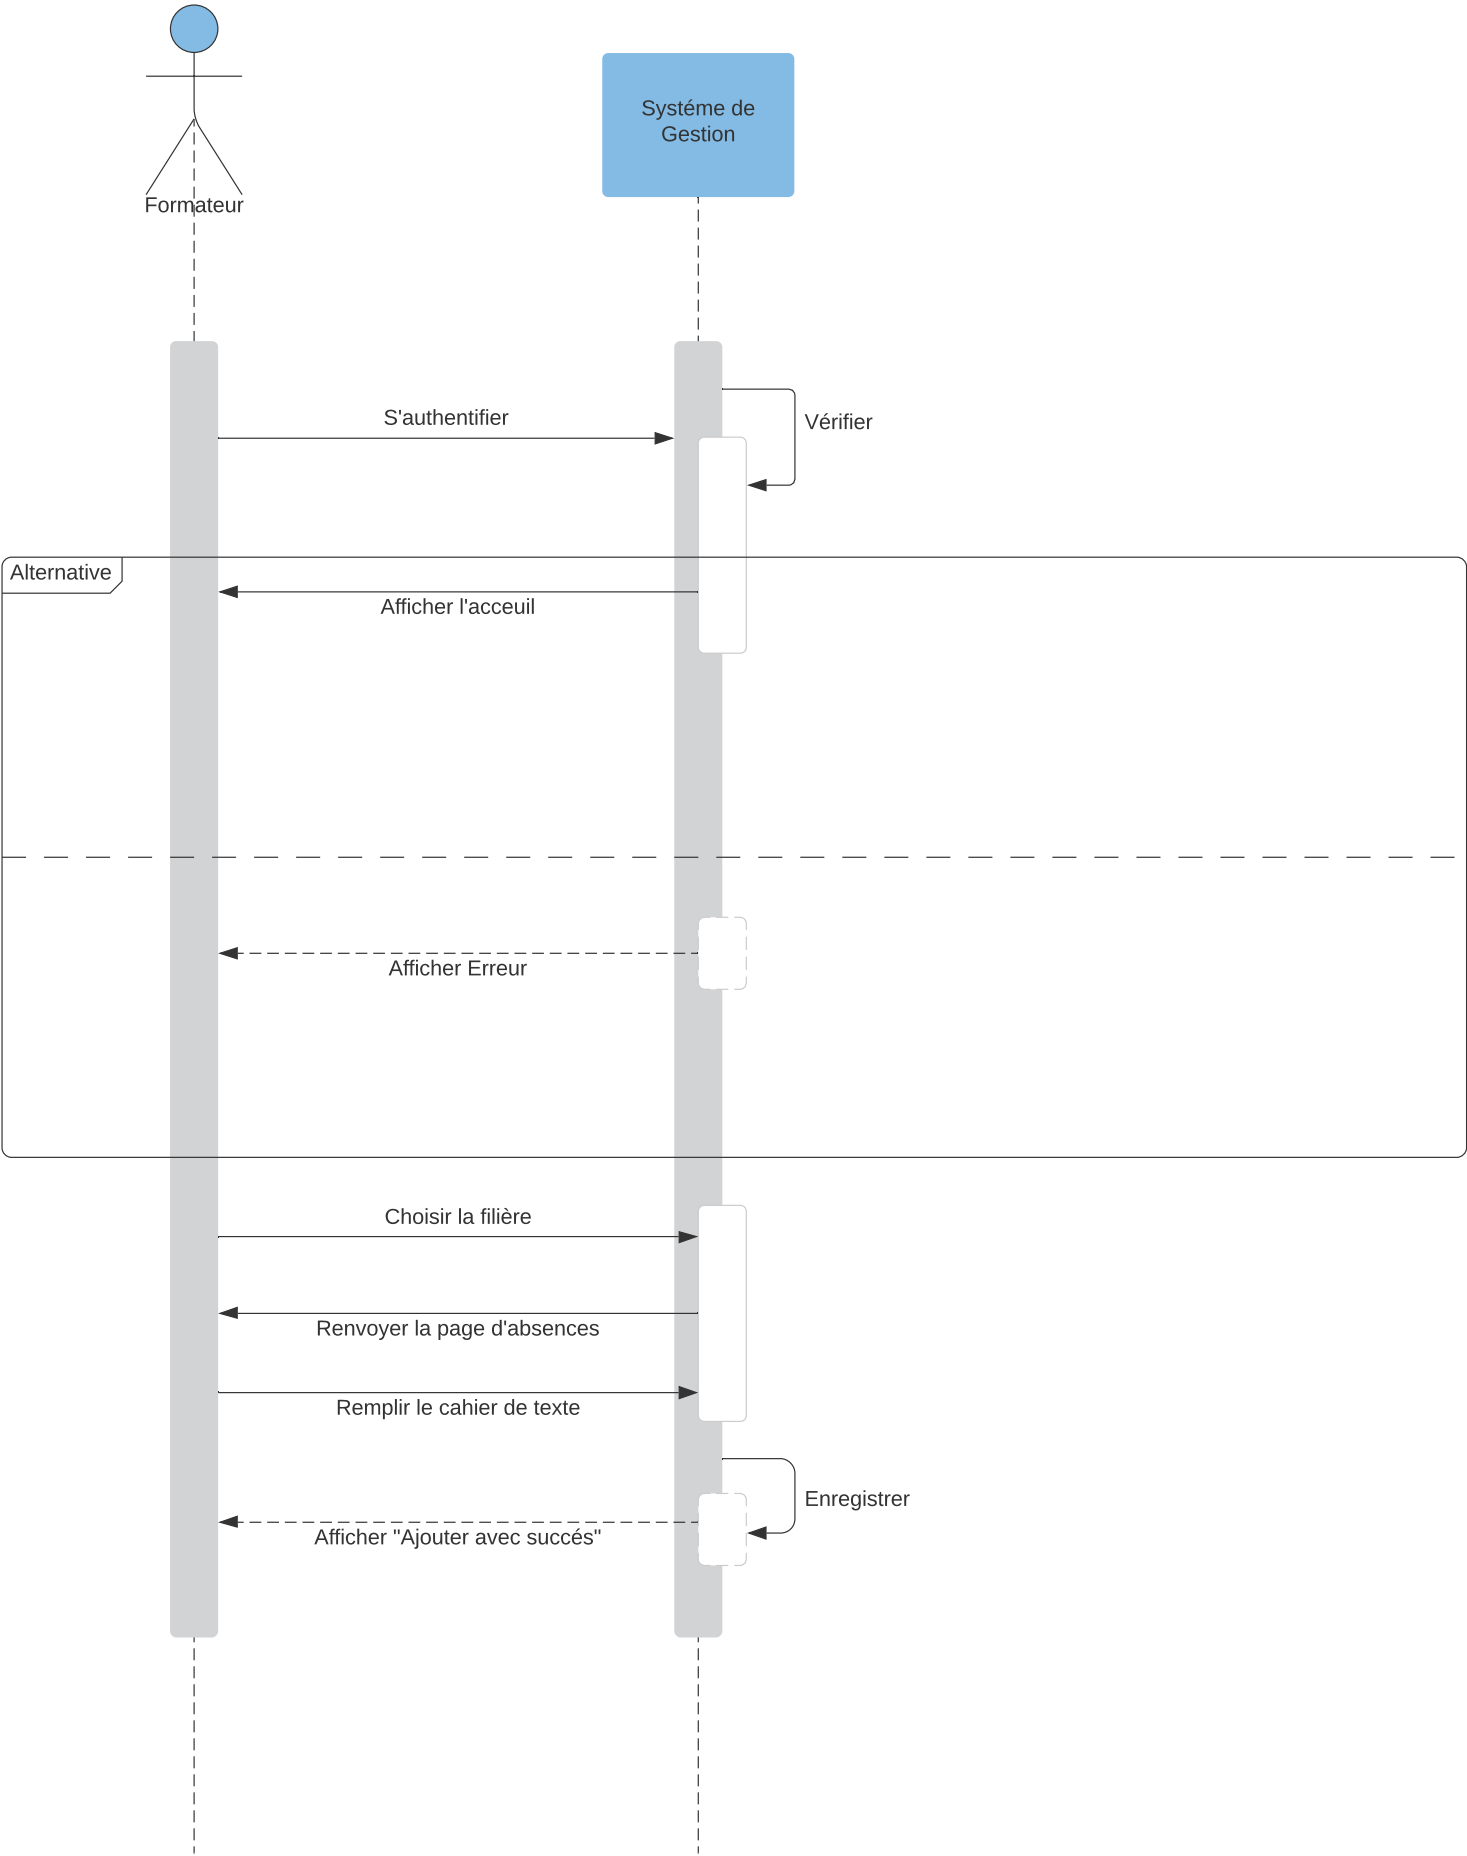 Formateur
Systéme de
Gestion
S'authentifier
Vérifier
Alternative
Afficher l'acceuil
Afficher Erreur
Choisir la filière
Renvoyer la page d'absences
Remplir le cahier de texte
Enregistrer
Afficher "Ajouter avec succés"